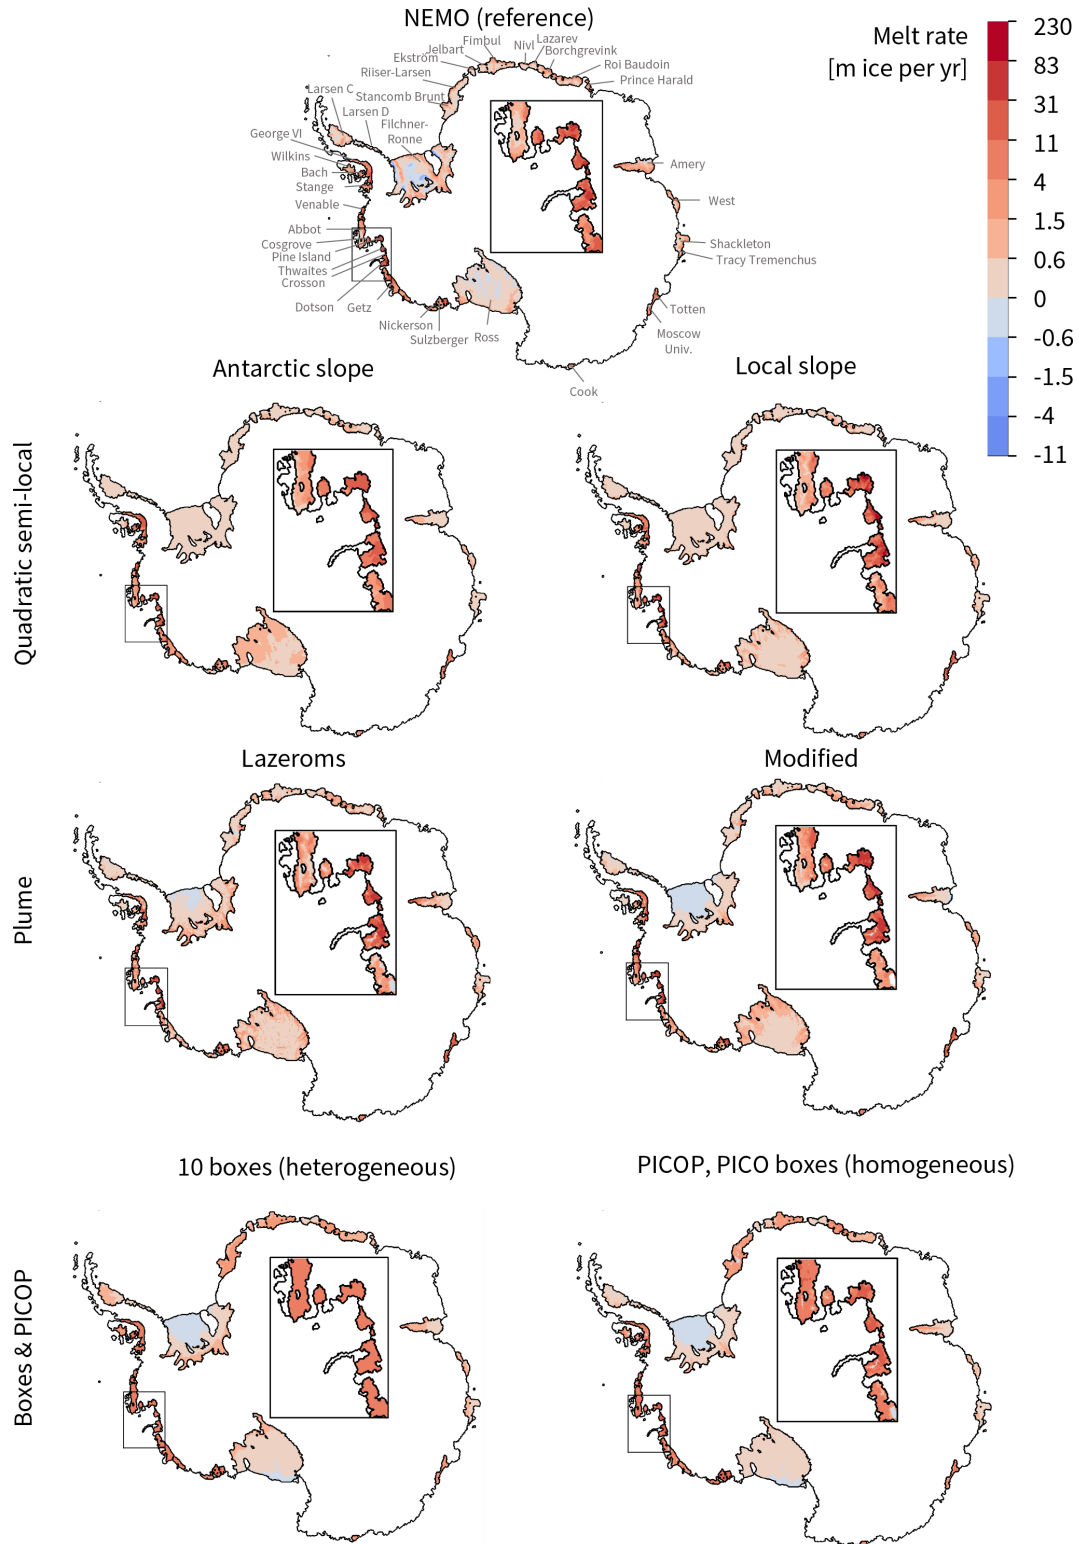 NEMO (reference)
Melt rate
[m ice per yr]
230
83
31
11
4
1.5
0.6
0
-0.6
-1.5
-4
-11
Fimbul
Lazarev
Nivl
Jelbart
Borchgrevink
Ekström
Roi Baudoin
Riiser-Larsen
Prince Harald
Larsen C
Stancomb Brunt
Larsen D
Filchner-
Ronne
George VI
Wilkins
Amery
Bach
Stange
Venable
West
Abbot
Cosgrove
Shackleton
Pine Island
Tracy Tremenchus
Thwaites
Crosson
Dotson
Getz
Totten
Nickerson
Sulzberger
Ross
Moscow
Univ.
Cook
Antarctic slope
Local slope
Quadratic semi-local
Lazeroms
Modified
Plume
10 boxes (heterogeneous)
PICOP, PICO boxes (homogeneous)
Boxes & PICOP